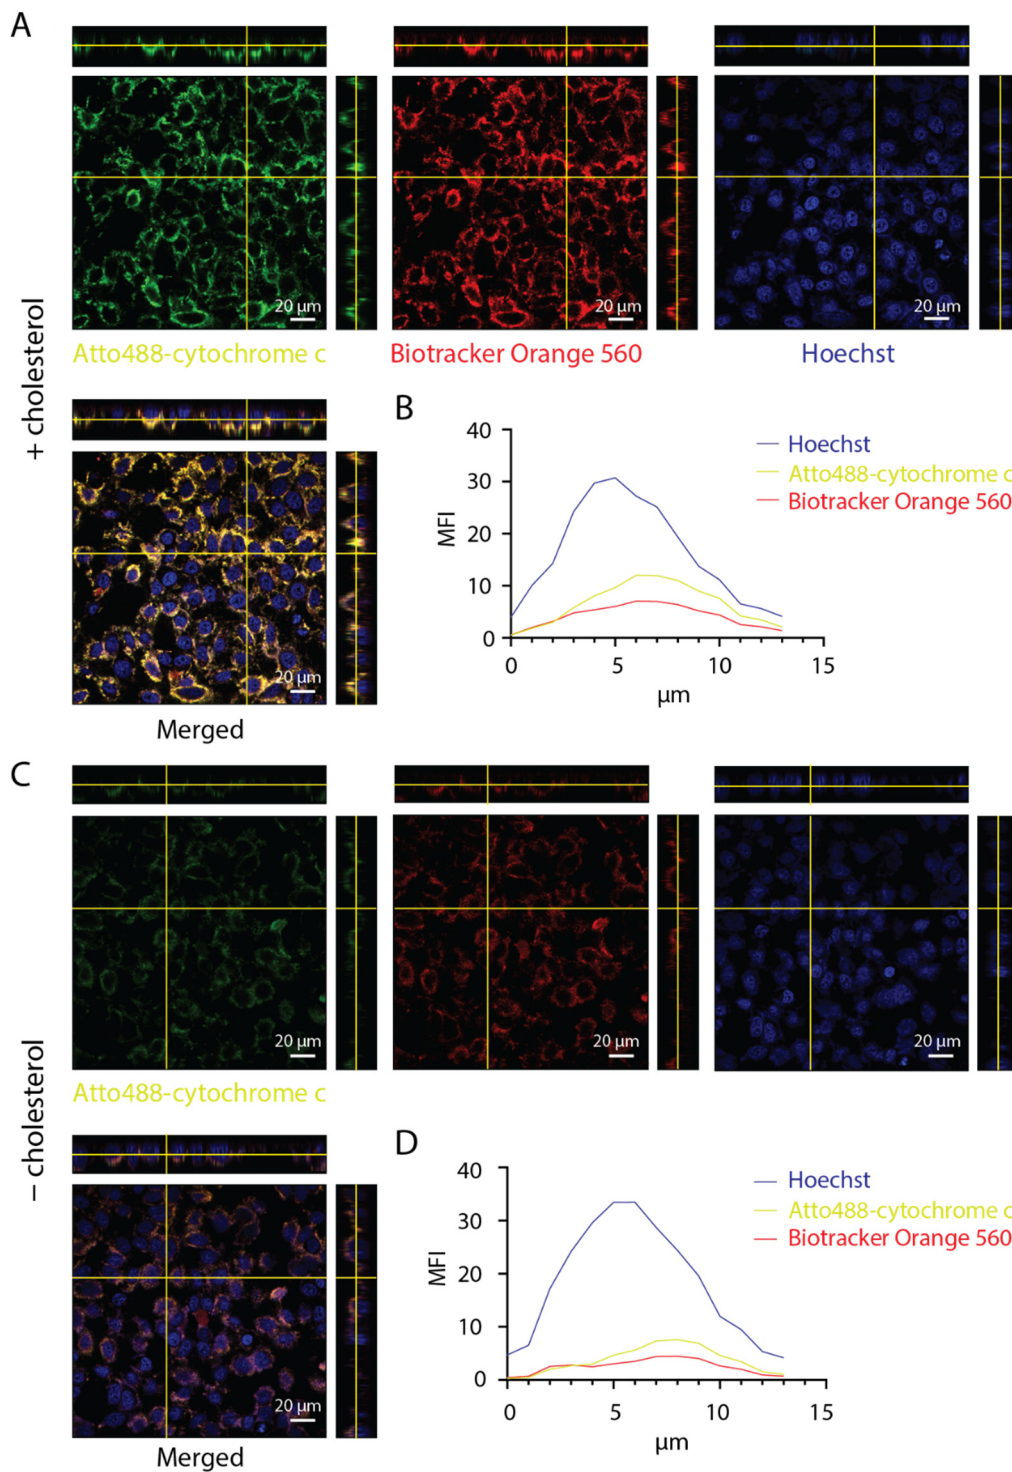 A
20 µm
20 µm
20 µm
Atto488-cytochrome c
Biotracker Orange 560
Hoechst
+ cholesterol
20 µm
Merged
B
40
30
20
10
0
MFI
0
5
10
15
µm
Hoechst
Atto488-cytochrome c
Biotracker Orange 560
C
20 µm
20 µm
20 µm
Atto488-cytochrome c
– cholesterol
20 µm
Merged
D
40
30
20
10
0
MFI
0
5
10
15
µm
Hoechst
Atto488-cytochrome c
Biotracker Orange 560